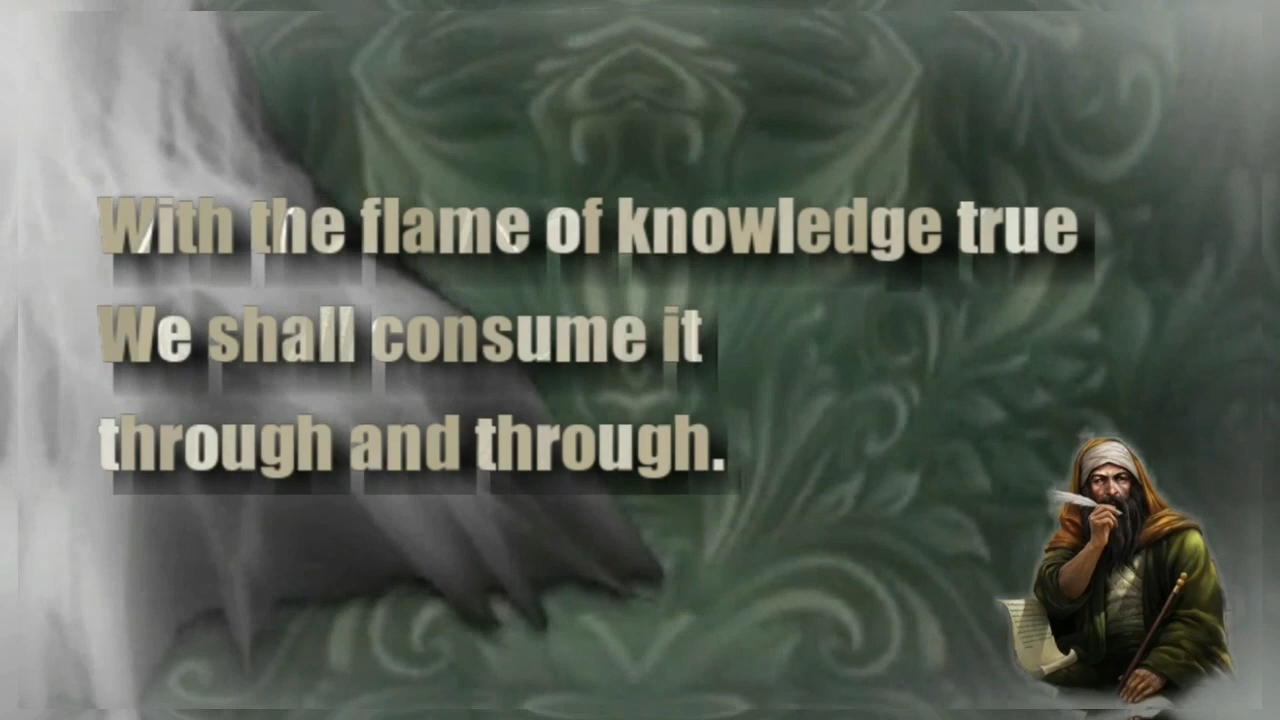 With the flame of knowledge true
We shall consume it
through and through.